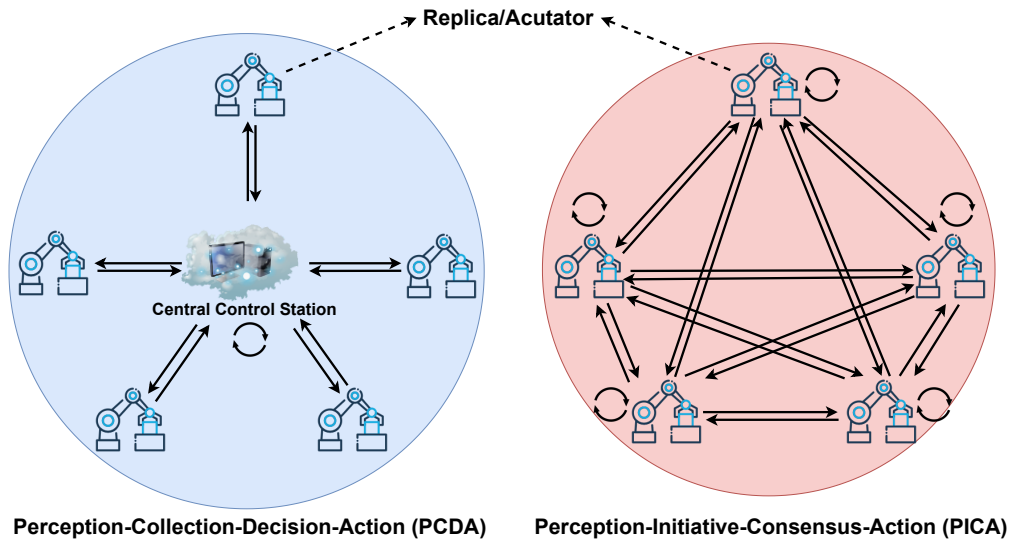 Replica/Acutator
Central Control Station
Perception-Collection-Decision-Action (PCDA)
Perception-Initiative-Consensus-Action (PICA)